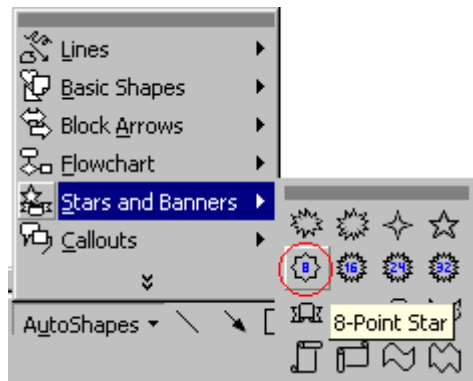 Lines
Basic Shapes
Block Arrows
Flowchart
Stars and Banners
Callouts
AutoShapes
8 16 24 32
8-Point Star